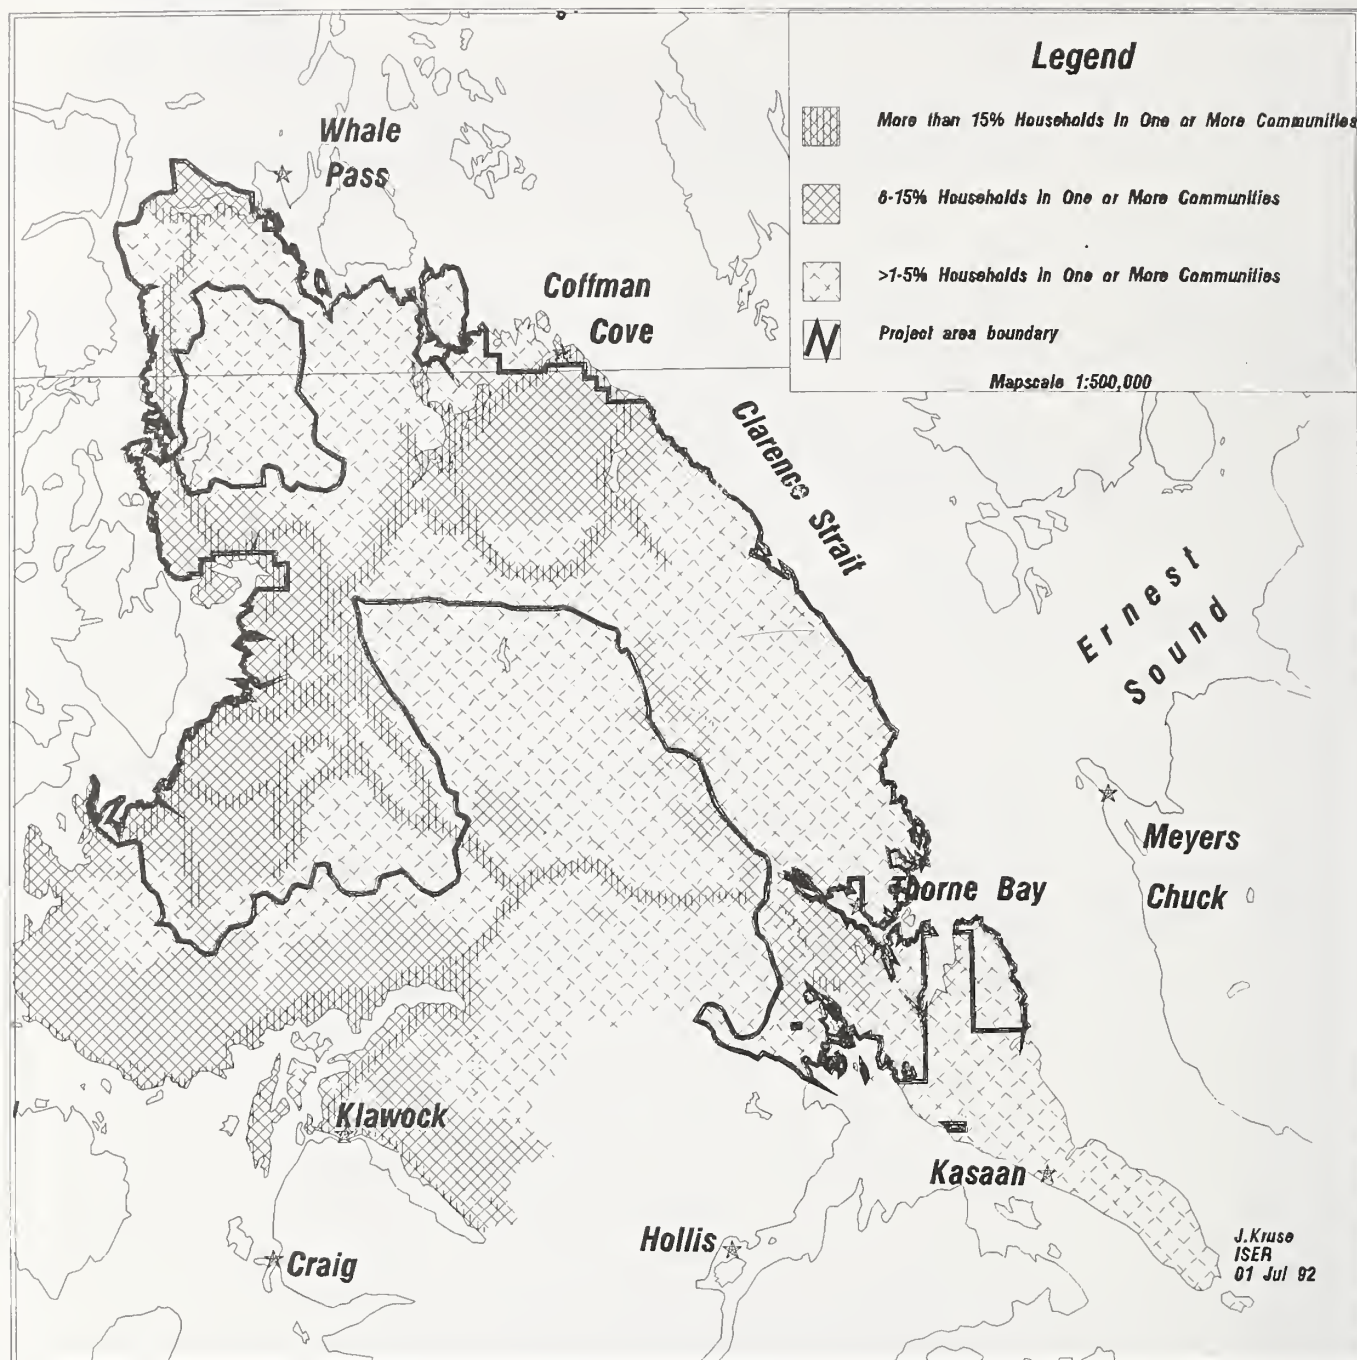 Legend
More than 15% Households In One or More Communities
6-15% Households In One or More Communities
>1-5% Households In One or More Communities
Project area boundary
Mapscale 1:500,000
Whale
Pass
Coffman
Cove
Clarence Strait
Ernest
Sound
Meyers
Chuck
Thorne Bay
Klawock
Kasaan
Hollis
Craig
J.Kruse
ISER
01 Jul 92